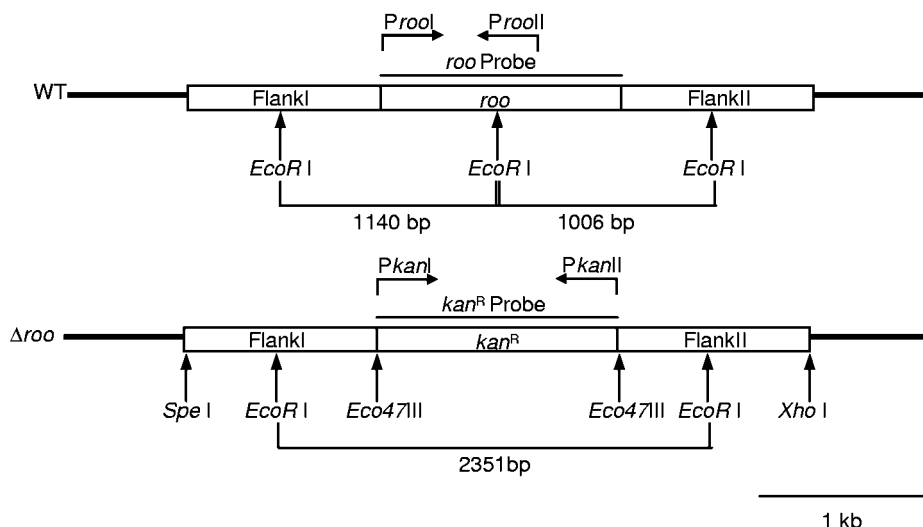 ProoI ProoII
roo Probe
WT FlankI roo FlankII
EcoR I EcoR I EcoR I
1140 bp 1006 bp
PkanI PkanII
kanᴿ Probe
Δroo FlankI kanᴿ FlankII
Spe I EcoR I Eco47III Eco47III EcoR I Xho I
2351bp
1 kb